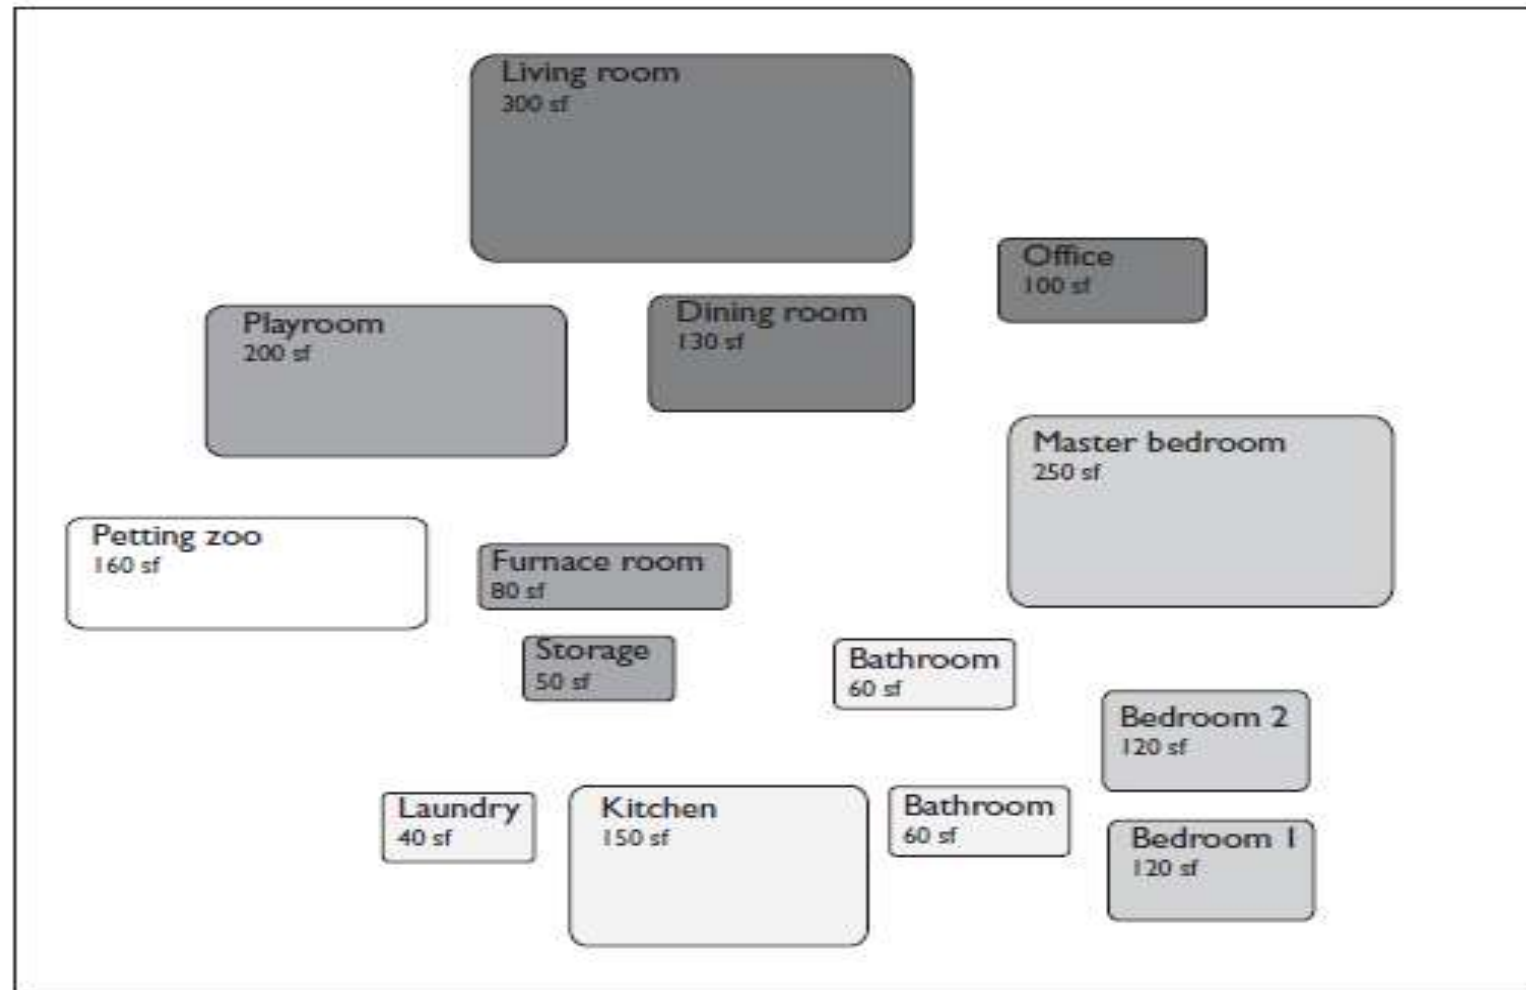 Living room
300 sf
Office
100 sf
Playroom
200 sf
Dining room
130 sf
Master bedroom
250 sf
Petting zoo
160 sf
Furnace room
80 sf
Storage
50 sf
Bathroom
60 sf
Bedroom 2
120 sf
Laundry
40 sf
Kitchen
150 sf
Bathroom
60 sf
Bedroom 1
120 sf